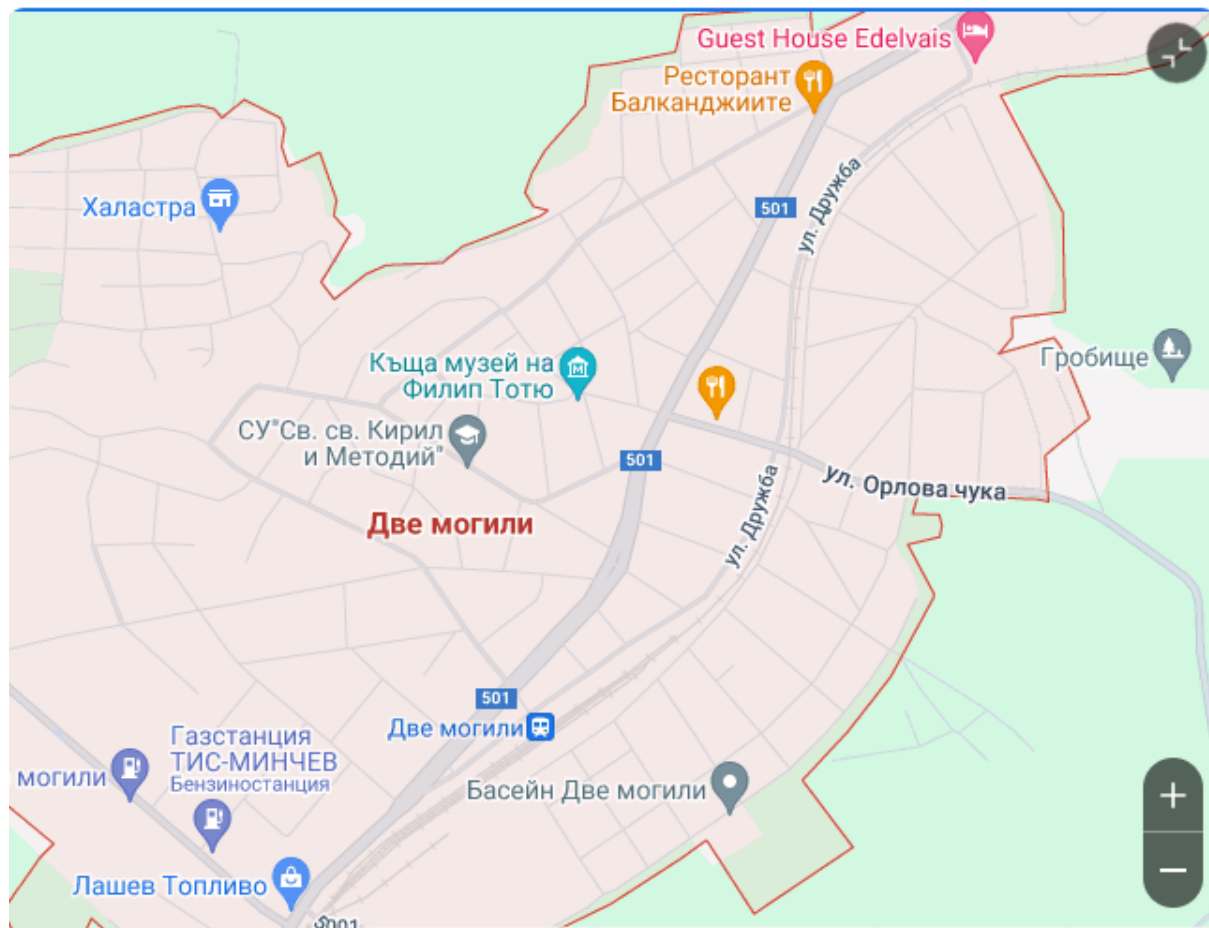 Guest House Edelvais
Ресторант
Балканджиите
Халастра
501
ул. Дружба
Къща музей на
Филип Тотю
Гробище
СУ"Св. св. Кирил
и Методий"
501
ул. Орлова чука
Две могили
ул. Дружба
501
Две могили
Газстанция
ТИС-МИНЧЕВ
Бензиностанция
могили
Басейн Две могили
Лашев Топливо